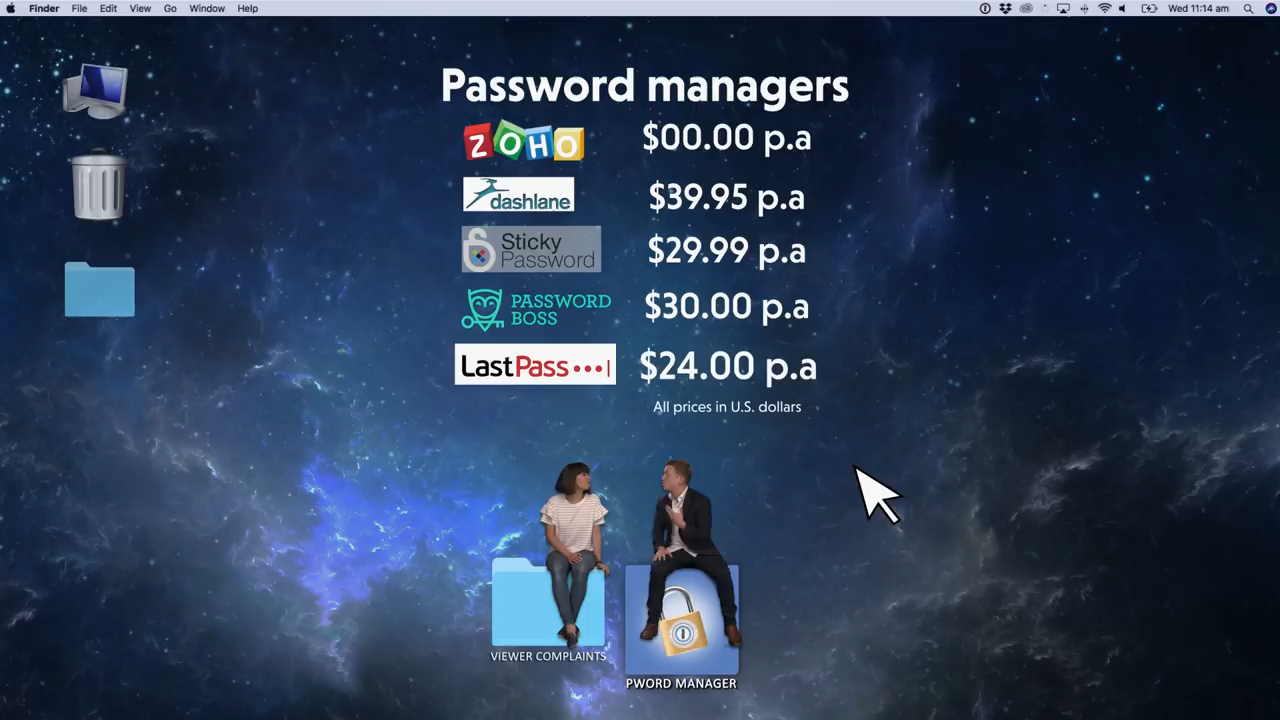 Finder File Edit View Go Window Help Wed 11:14 am
Password managers
ZOHO $00.00 p.a
dashlane $39.95 p.a
Sticky Password $29.99 p.a
PASSWORD BOSS $30.00 p.a
LastPass $24.00 p.a
All prices in U.S. dollars
VIEWER COMPLAINTS
PWORD MANAGER